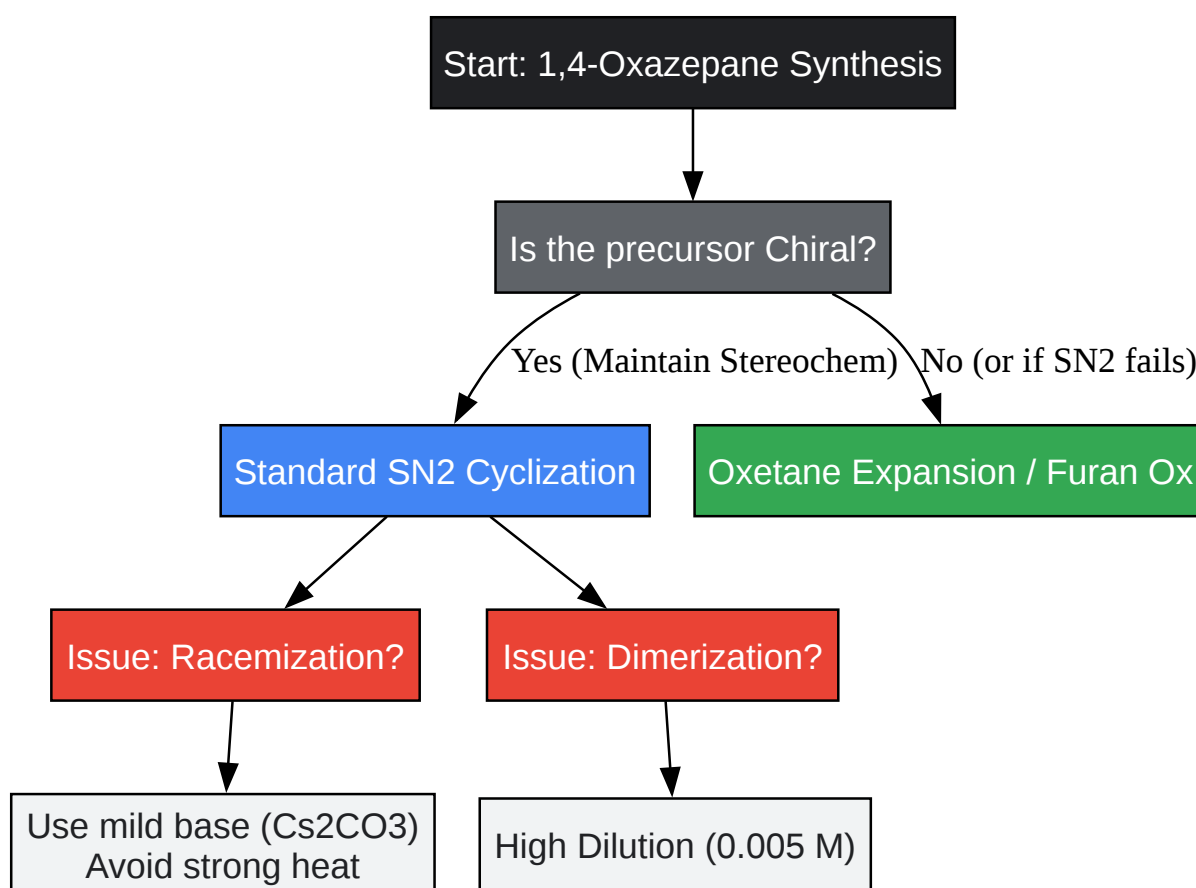 Start: 1,4-Oxazepane Synthesis
Is the precursor Chiral?
Yes (Maintain Stereochem)
No (or if SN2 fails)
Standard SN2 Cyclization
Oxetane Expansion / Furan Ox
Issue: Racemization?
Issue: Dimerization?
Use mild base (Cs2CO3)
Avoid strong heat
High Dilution (0.005 M)